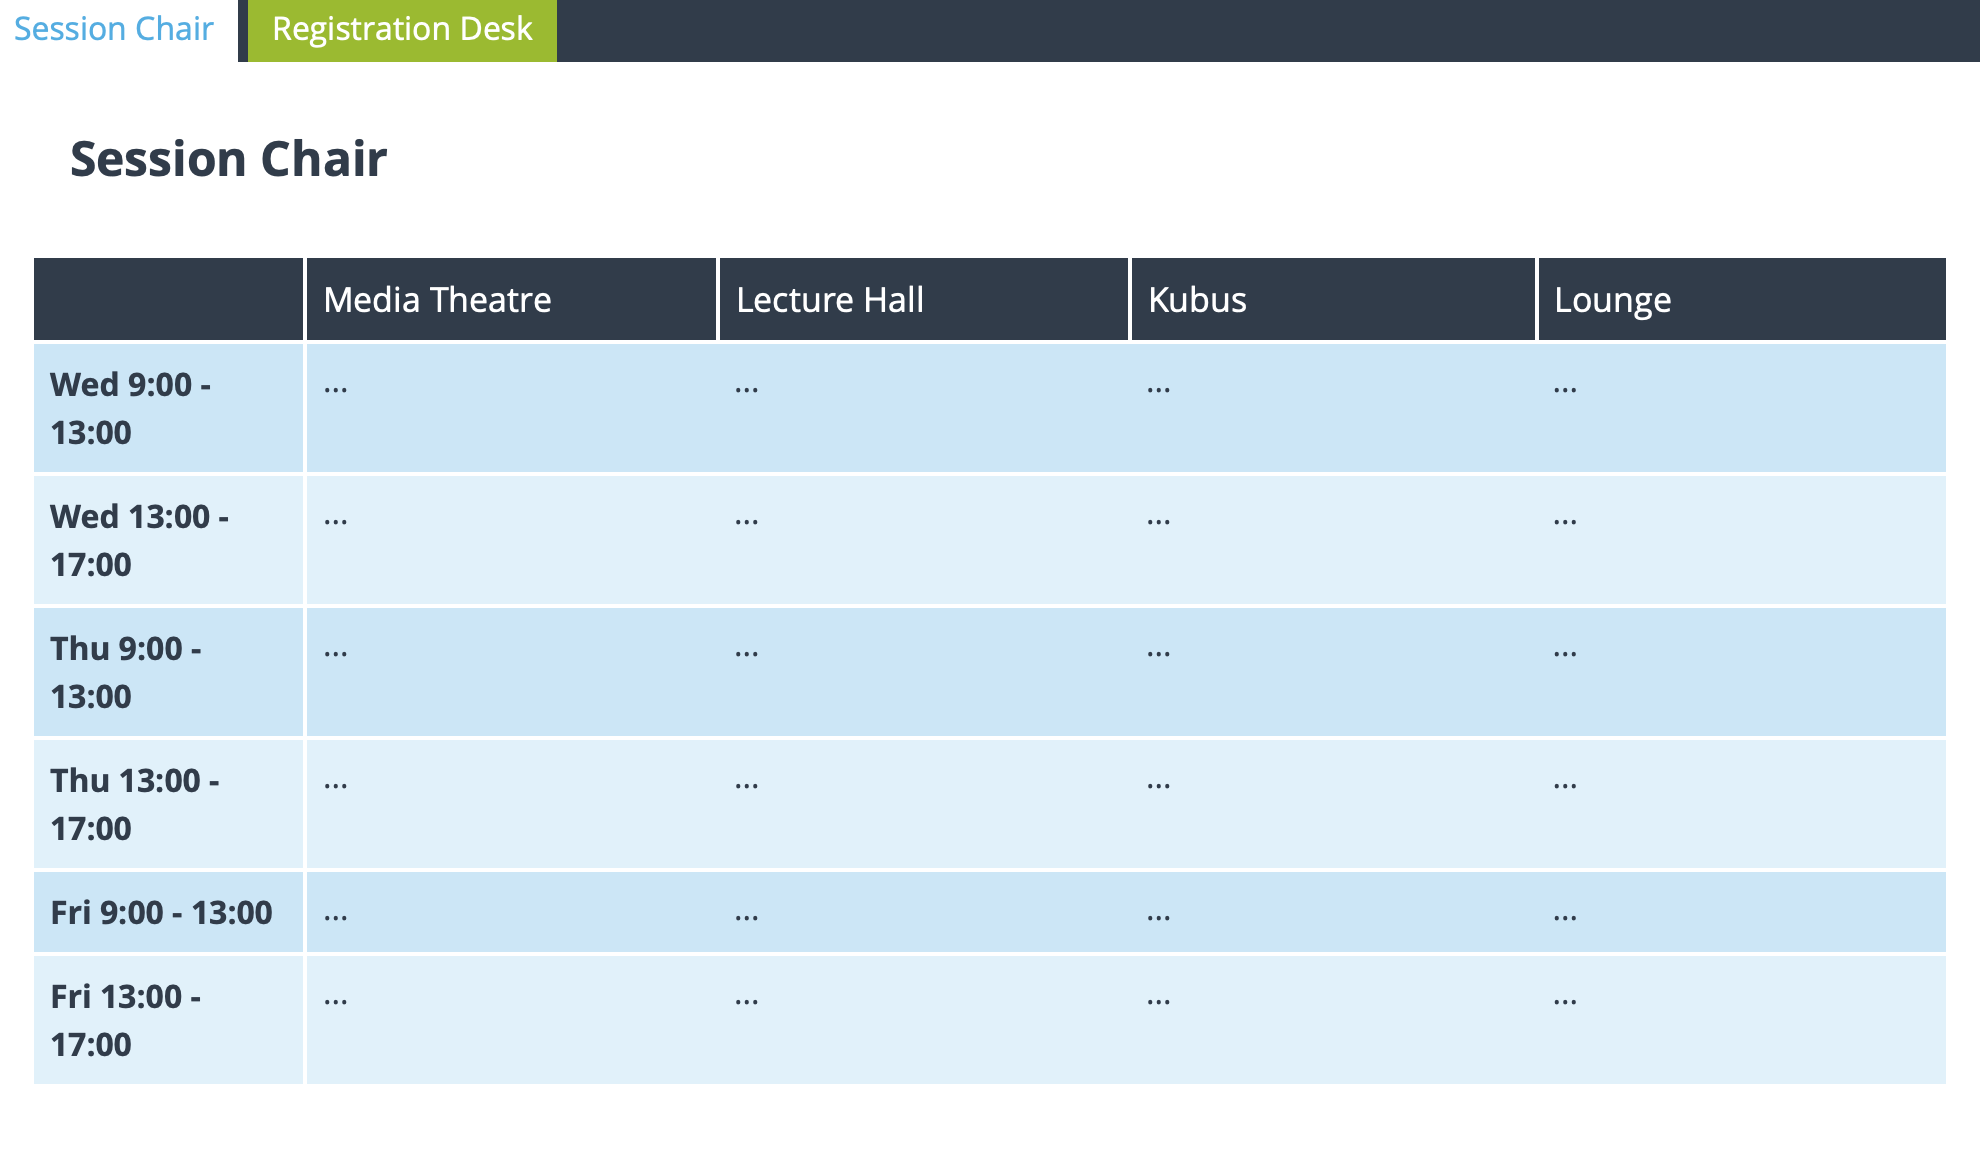 Session Chair Registration Desk
Session Chair
Media Theatre Lecture Hall Kubus Lounge
Wed 9:00 - ... ... ... ...
13:00
Wed 13:00 - ... ... ... ...
17:00
Thu 9:00 - ... ... ... ...
13:00
Thu 13:00 - ... ... ... ...
17:00
Fri 9:00 - 13:00 ... ... ... ...
Fri 13:00 - ... ... ... ...
17:00